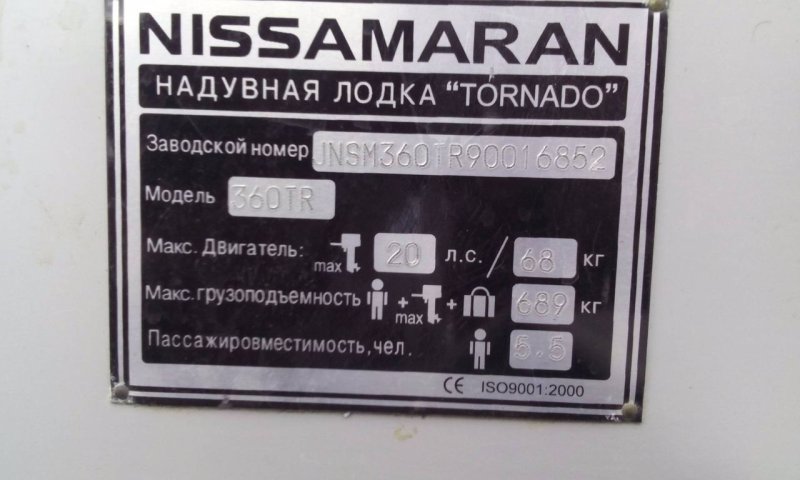 NISSAMARAN
НАДУВНАЯ ЛОДКА "TORNADO"
Заводской номер JNSM360TR90016852
Модель 360TR
Макс. Двигатель: max 20 л.с. / 68 кг
Макс.грузоподъемность + max + 689 кг
Пассажировместимость,чел. 5.5
CE ISO9001:2000